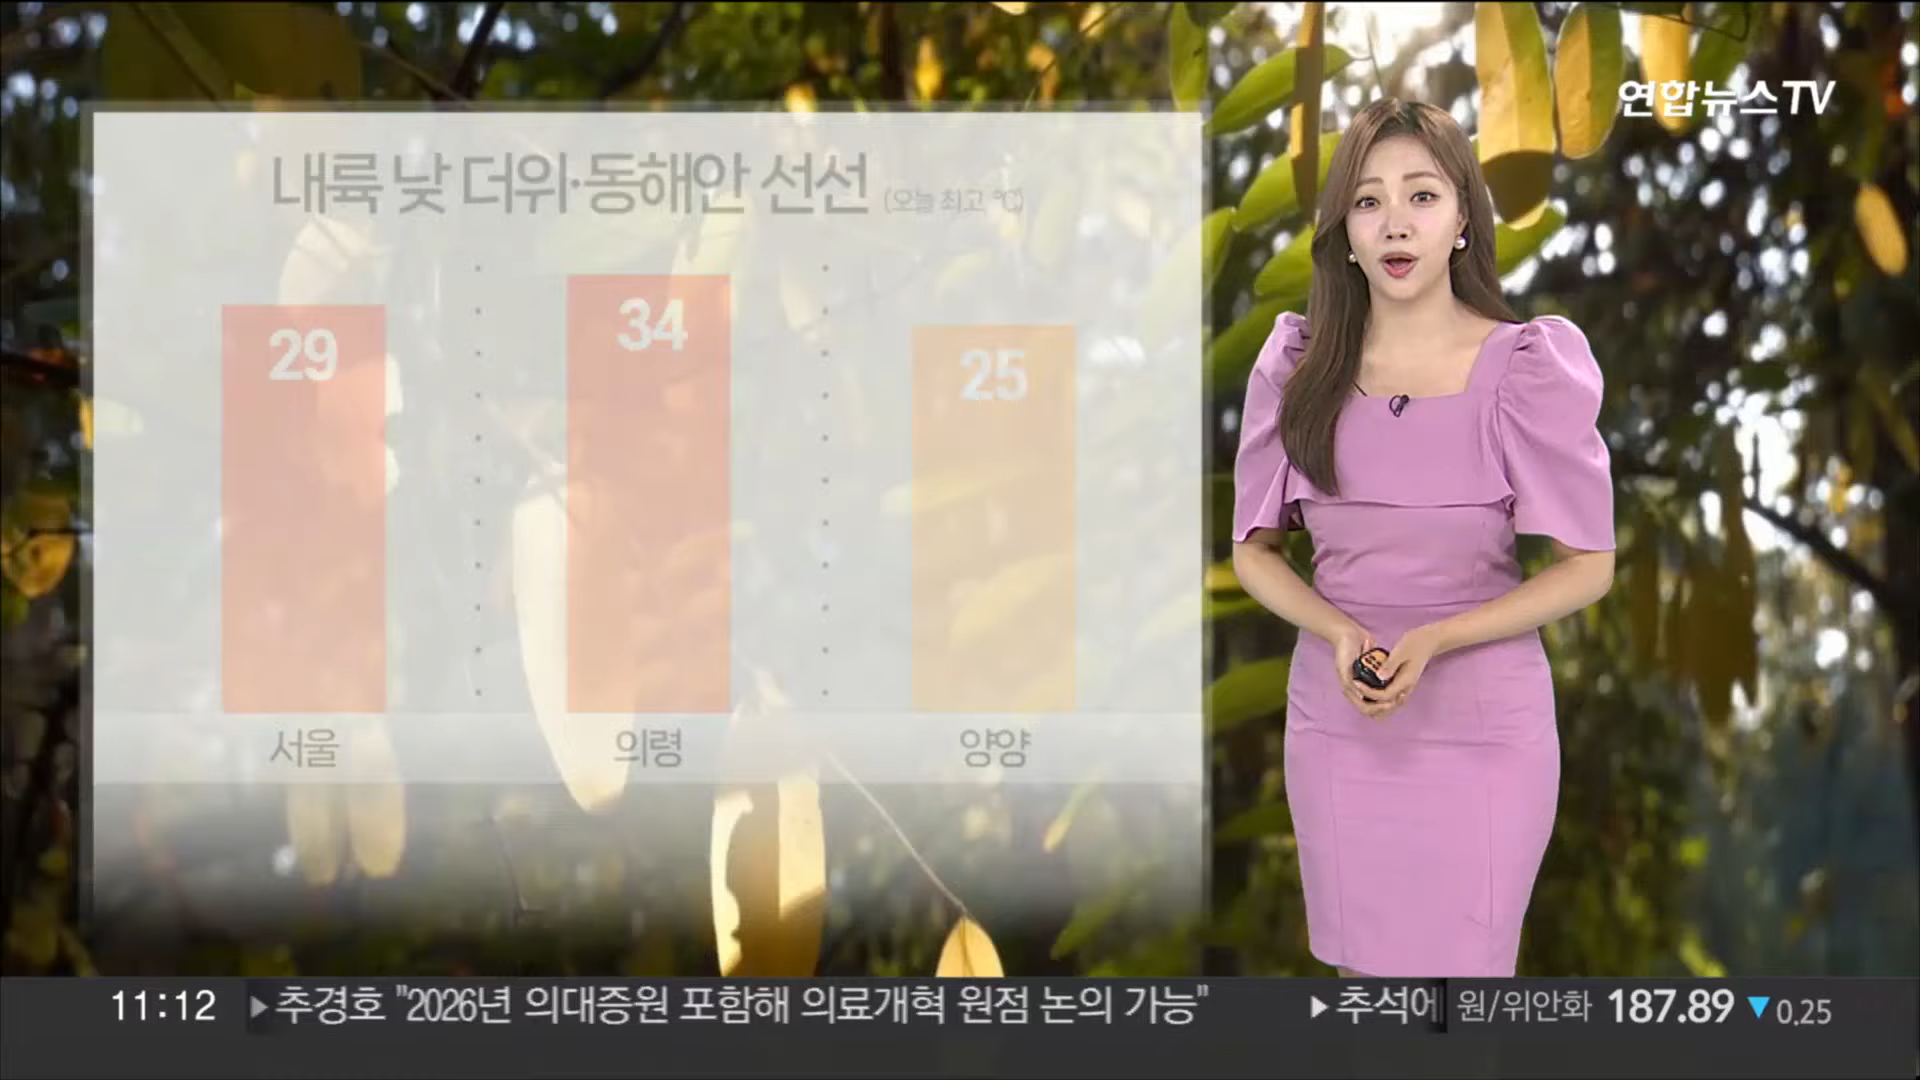 연합뉴스TV
내륙 낮 더위·동해안 선선 (오늘 최고 ℃)
29
34
25
서울
의령
양양
11:12 ▶추경호 "2026년 의대증원 포함해 의료개혁 원점 논의 가능" ▶추석에 원/위안화 187.89 ▼0.25